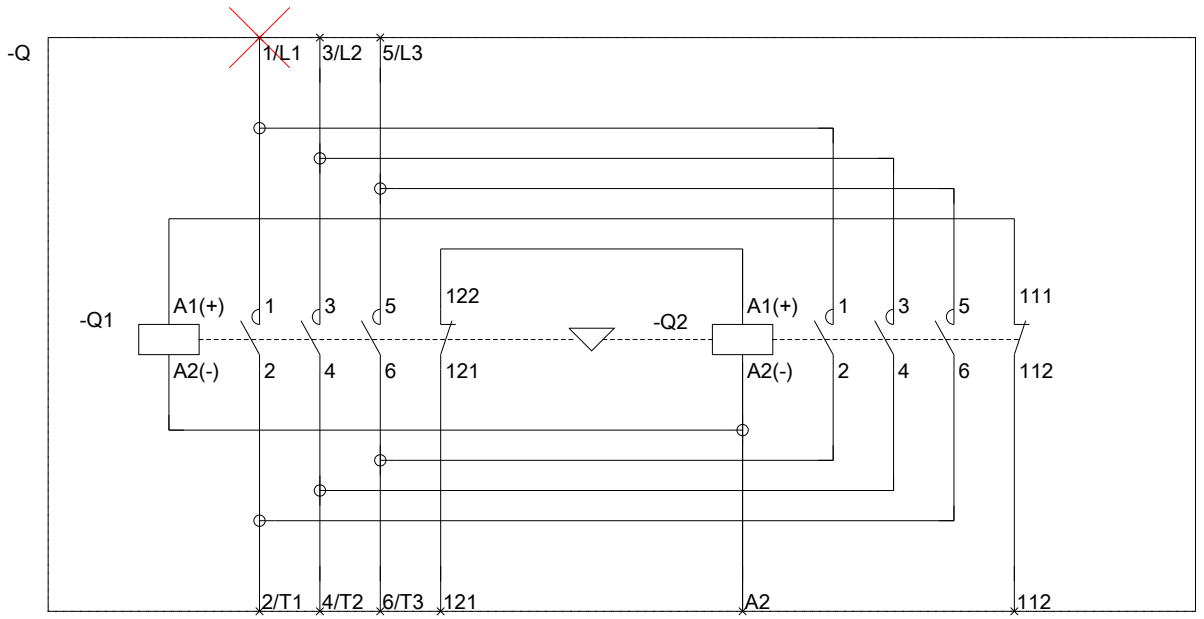 -Q
1/L1 3/L2 5/L3
122 111
A1(+) 1 3 5 A1(+) 1 3 5
-Q1 -Q2
A2(-) 2 4 6 121 A2(-) 2 4 6 112
2/T1 4/T2 6/T3 121 A2 112